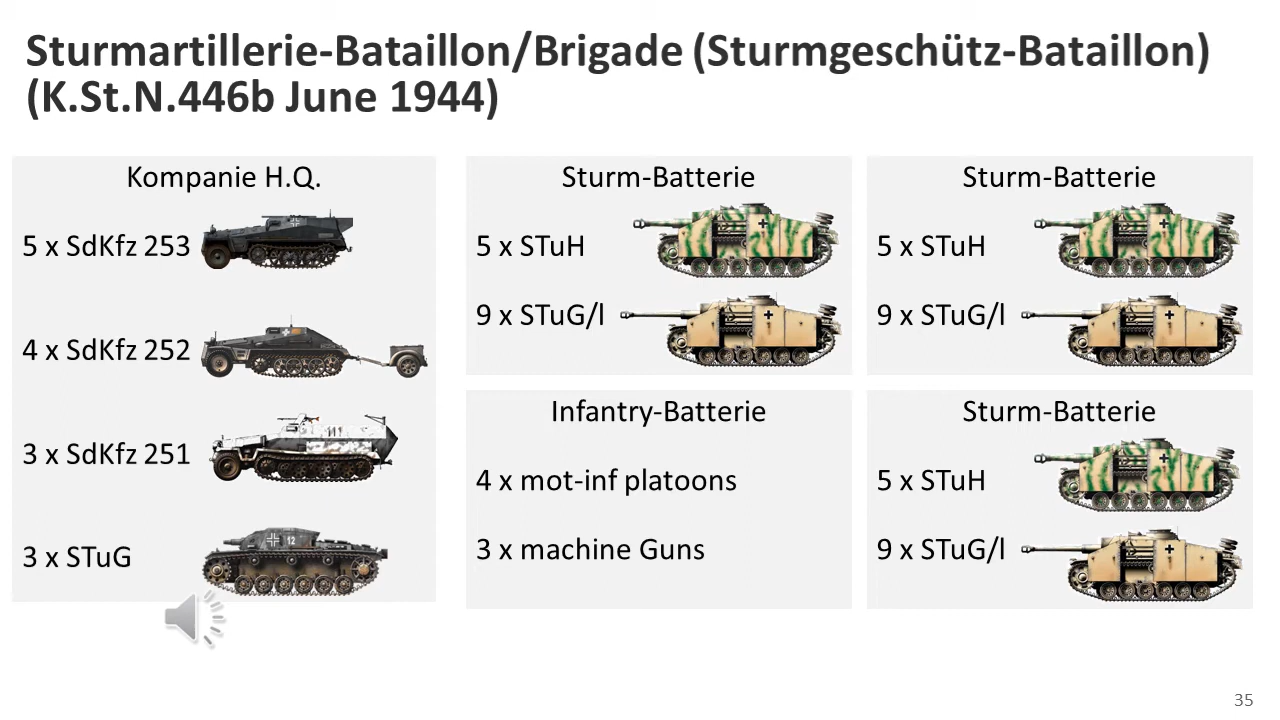 Sturmartillerie-Bataillon/Brigade (Sturmgeschütz-Bataillon)
(K.St.N.446b June 1944)
Kompanie H.Q.
5 x SdKfz 253
4 x SdKfz 252
3 x SdKfz 251
3 x STuG
12
Sturm-Batterie
5 x STuH
9 x STuG/l
Sturm-Batterie
5 x STuH
9 x STuG/l
Infantry-Batterie
4 x mot-inf platoons
3 x machine Guns
Sturm-Batterie
5 x STuH
9 x STuG/l
35